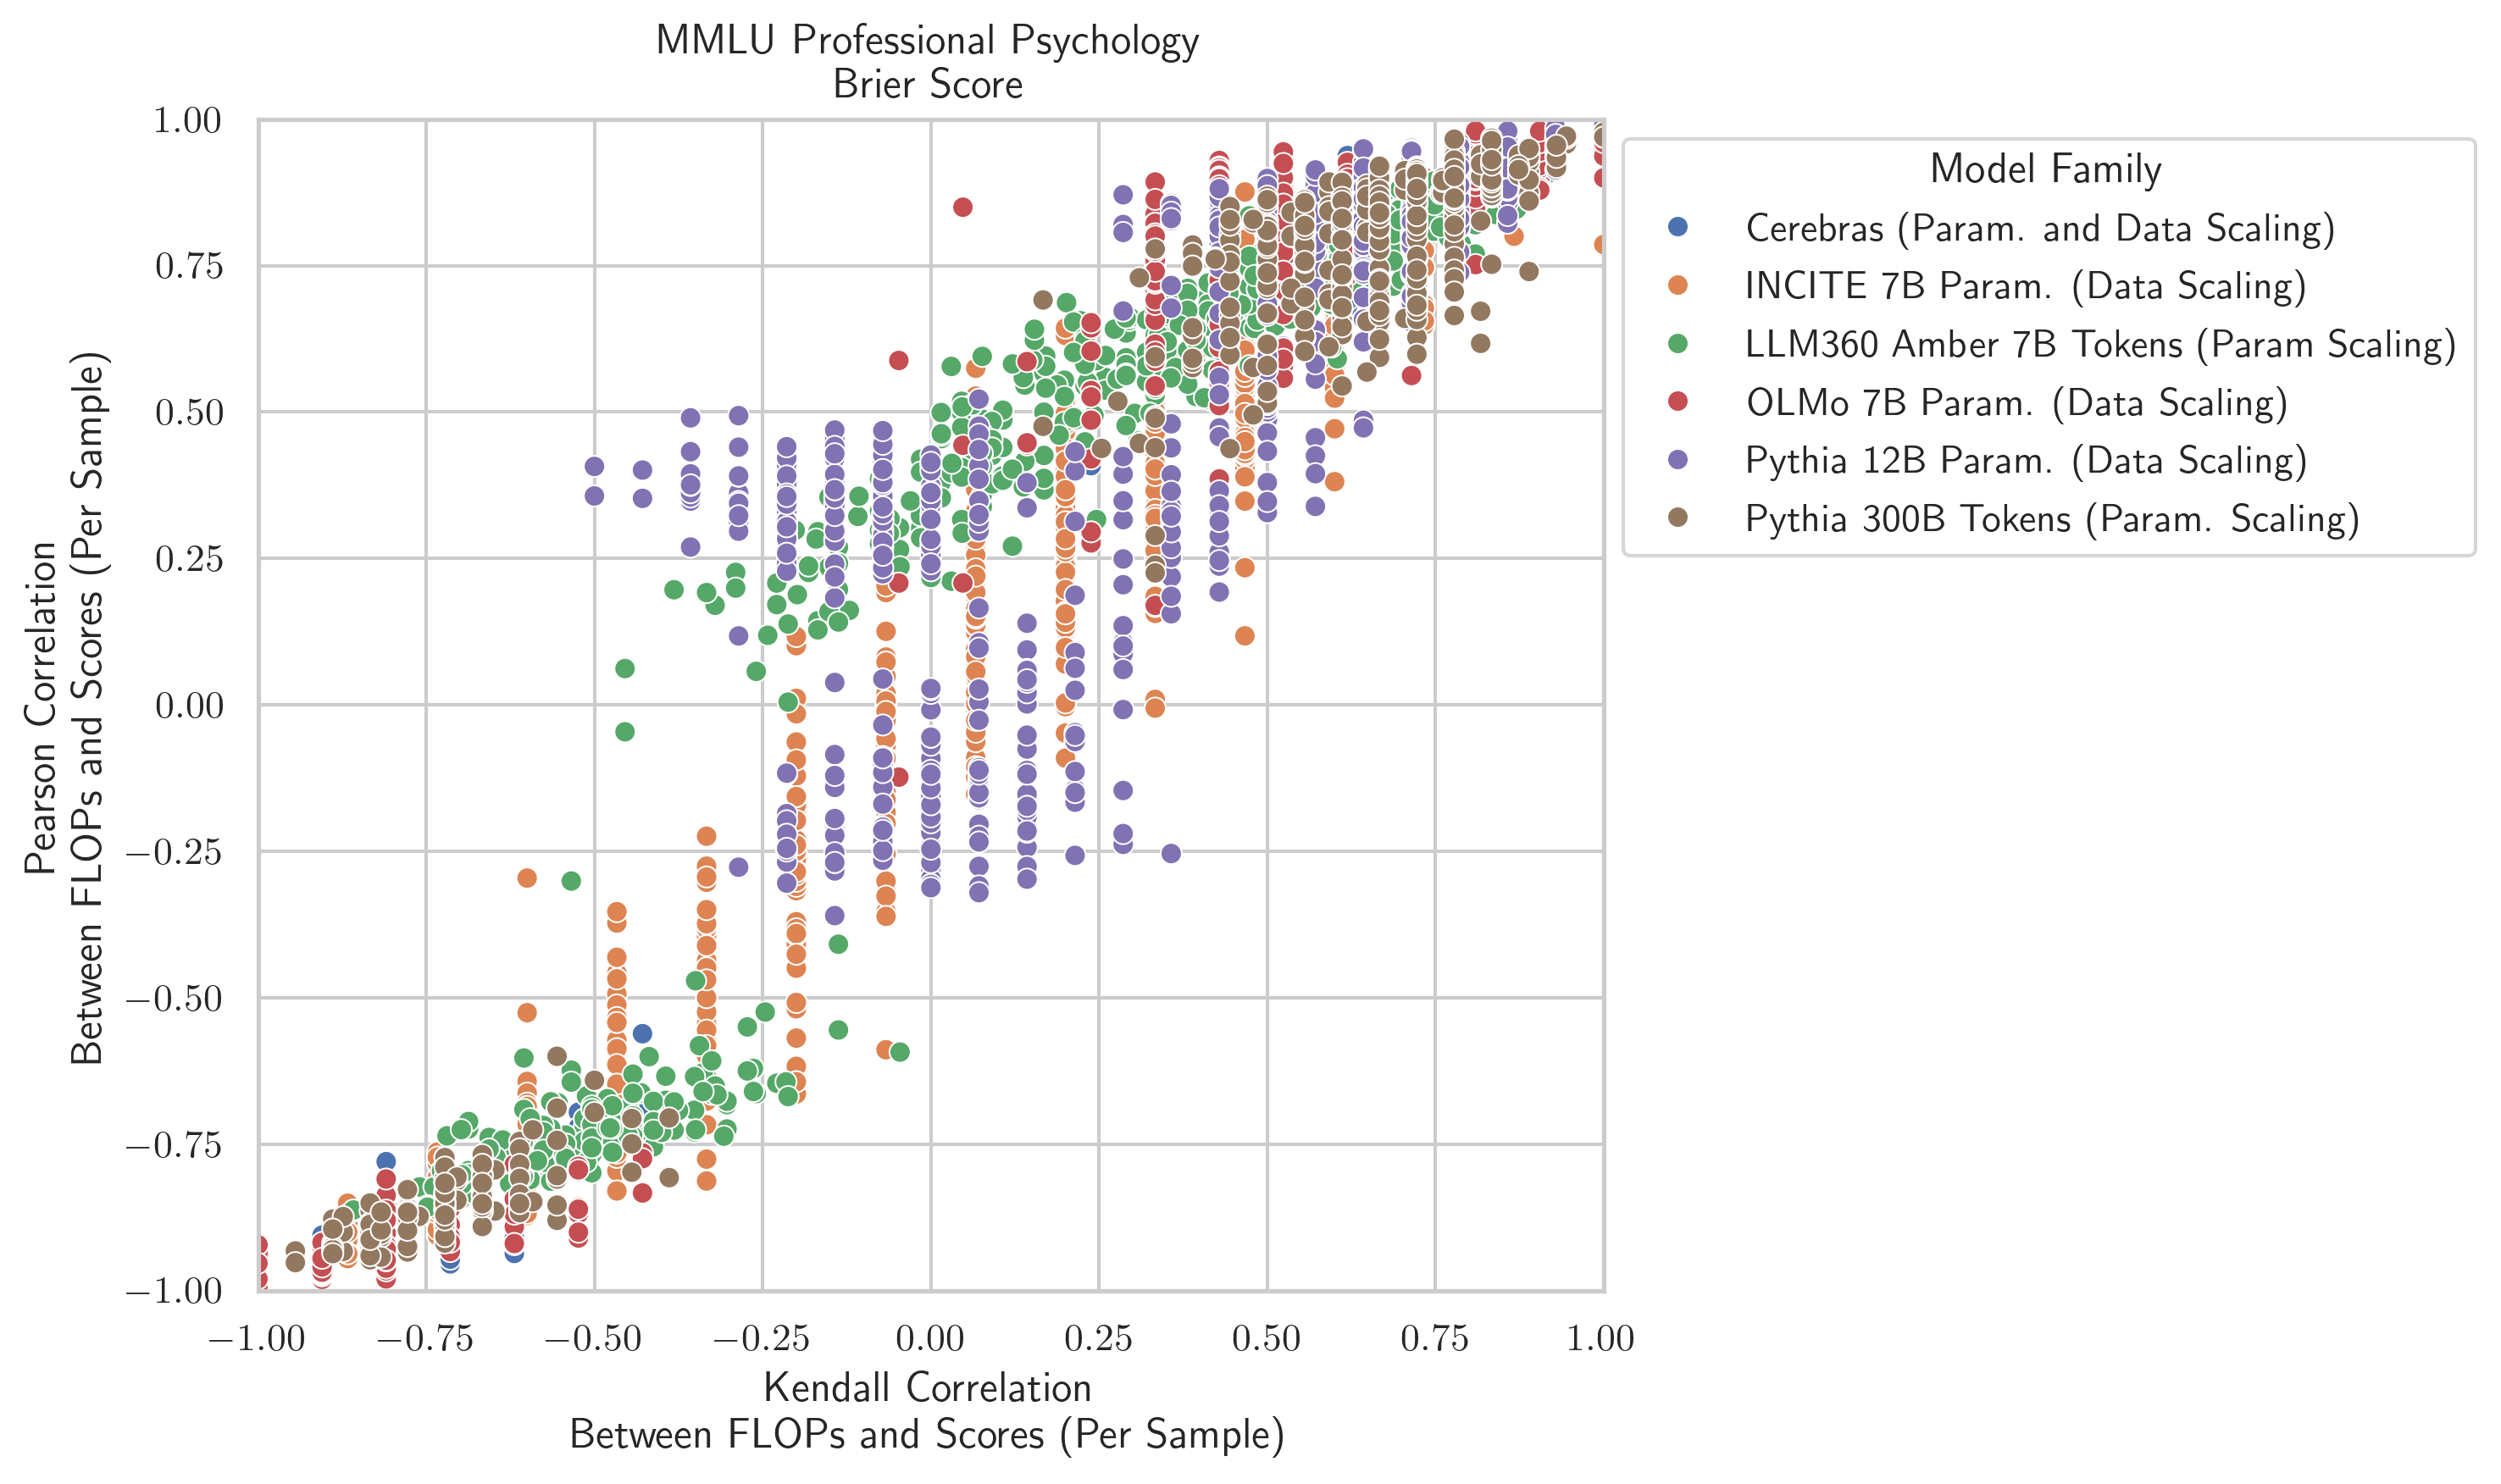 MMLU Professional Psychology
Brier Score
1.00
0.75
0.50
0.25
0.00
−0.25
−0.50
−0.75
−1.00
Pearson Correlation
Between FLOPs and Scores (Per Sample)
−1.00
−0.75
−0.50
−0.25
0.00
0.25
0.50
0.75
1.00
Kendall Correlation
Between FLOPs and Scores (Per Sample)
Model Family
Cerebras (Param. and Data Scaling)
INCITE 7B Param. (Data Scaling)
LLM360 Amber 7B Tokens (Param Scaling)
OLMo 7B Param. (Data Scaling)
Pythia 12B Param. (Data Scaling)
Pythia 300B Tokens (Param. Scaling)